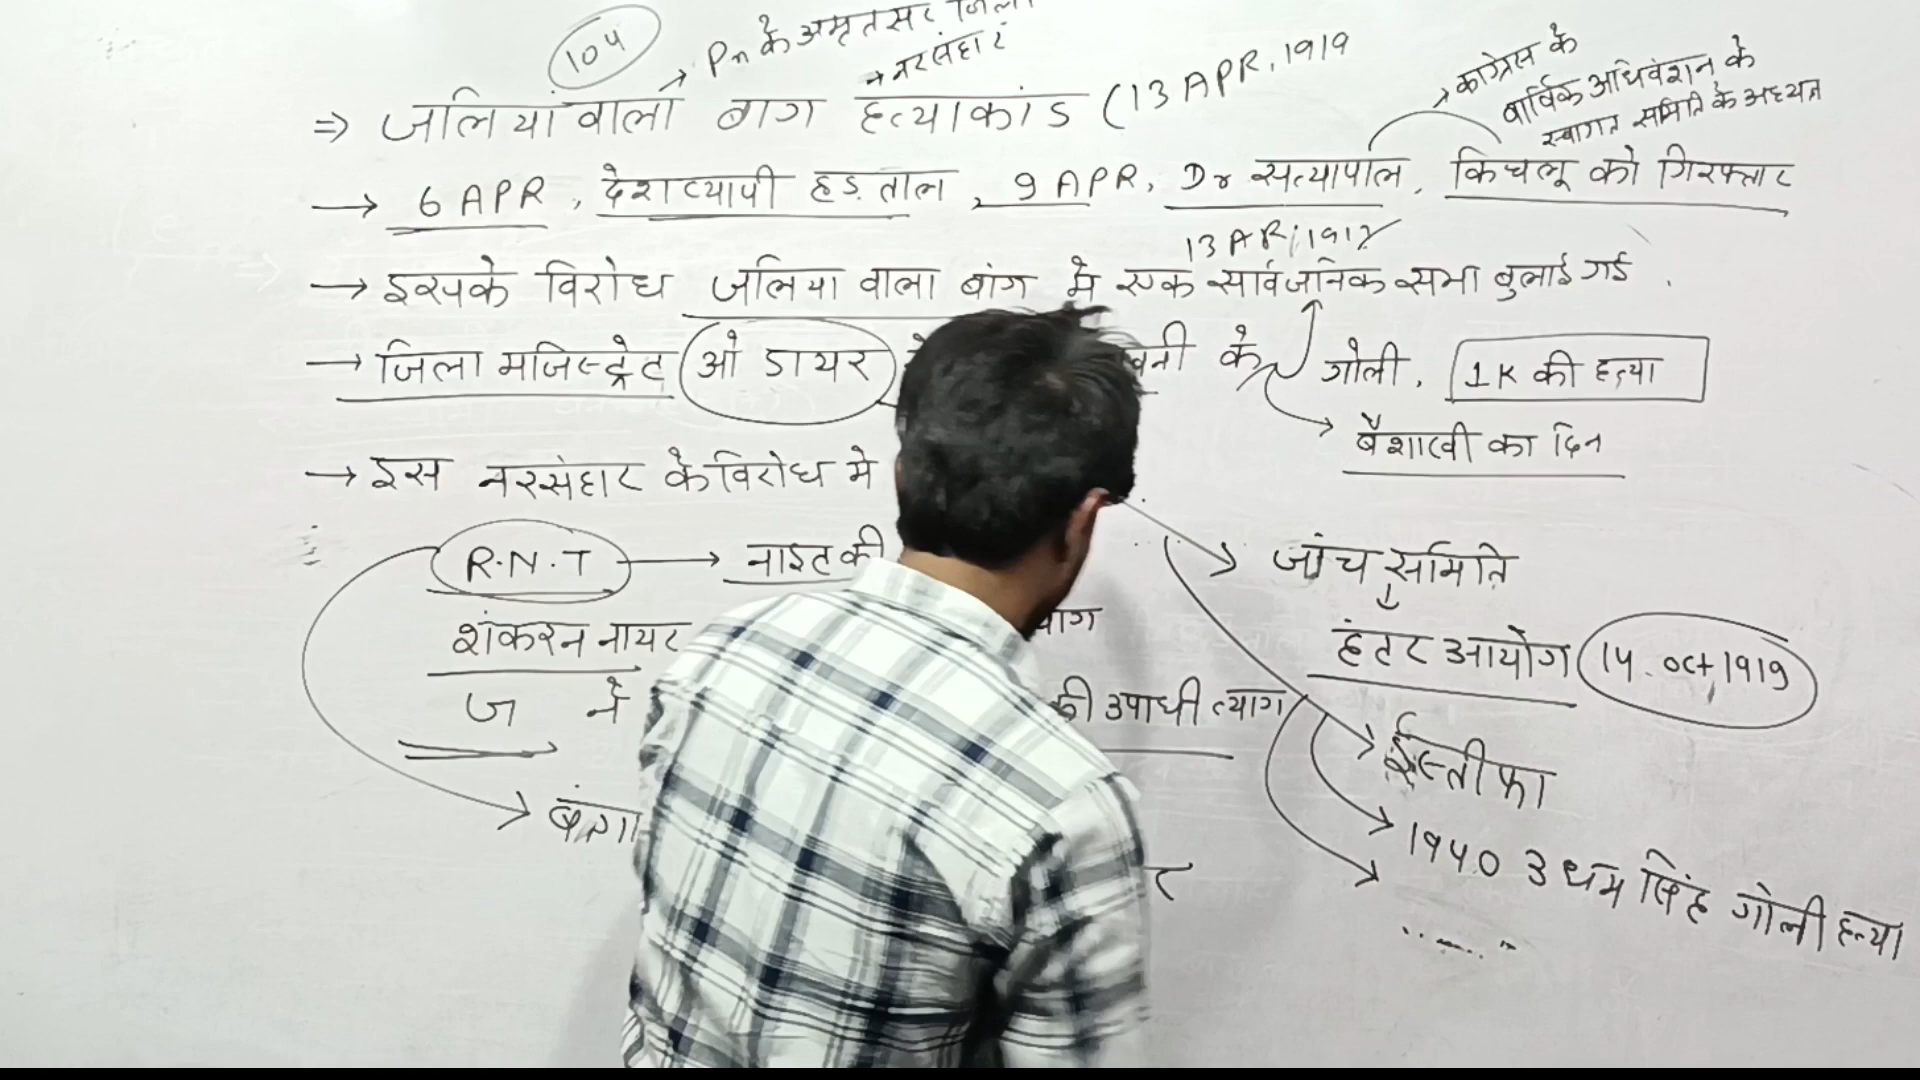 104
→ Pn के अमृतसर जिला
→ नरसंहार
⇒ जलियांवाला बाग हत्याकांड (13 APR, 1919
→ कांग्रेस के
वार्षिक अधिवेशन के
स्वागत समिति के अध्यक्ष
→ 6 APR, देशव्यापी हड़ताल, 9 APR, Dr सत्यापाल, किचलू को गिरफ्तार
13 APR, 1919
→ इसके विरोध जलियावाला बांग मे एक सार्वजनिक सभा बुलाई गई.
→ जिला मजिस्ट्रेट ओ डायर के गोली, 1K की हत्या
→ बैशाखी का दिन
→ इस नरसंहार के विरोध मे
R.N.T → नाइट की
→ जांच समिति
शंकरन नायर
↓
हंटर आयोग 14. Oct, 1919
ज ने की उपाधी त्याग
→ ईस्तीफा
→ 1940 उधम सिंह गोली हत्या